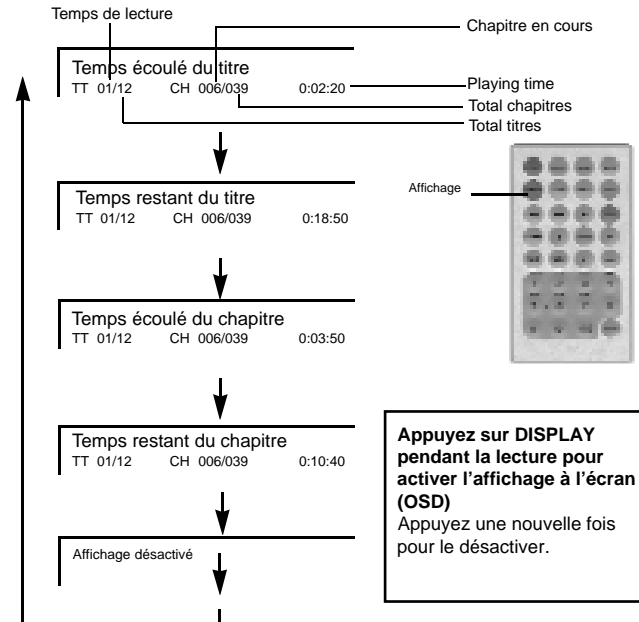 Temps de lecture
Chapitre en cours
Temps écoulé du titre
TT 01/12 CH 006/039 0:02:20
Playing time
Total chapitres
Total titres
Temps restant du titre
TT 01/12 CH 006/039 0:18:50
Affichage
Temps écoulé du chapitre
TT 01/12 CH 006/039 0:03:50
Temps restant du chapitre
TT 01/12 CH 006/039 0:10:40
Affichage désactivé
Appuyez sur DISPLAY
pendant la lecture pour
activer l’affichage à l’écran
(OSD)
Appuyez une nouvelle fois
pour le désactiver.